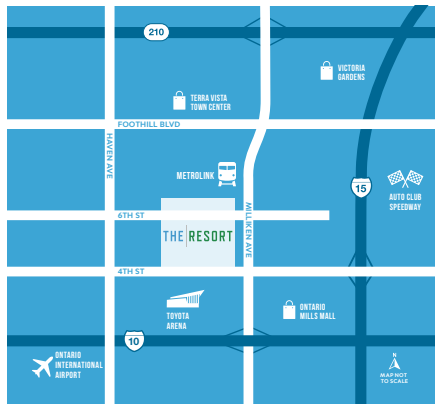 210
VICTORIA
GARDENS
TERRA VISTA
TOWN CENTER
FOOTHILL BLVD
HAVEN AVE
METROLINK
15
AUTO CLUB
SPEEDWAY
6TH ST
MILLIKEN AVE
THE RESORT
4TH ST
TOYOTA
ARENA
ONTARIO
MILLS MALL
10
ONTARIO
INTERNATIONAL
AIRPORT
N
MAP NOT
TO SCALE